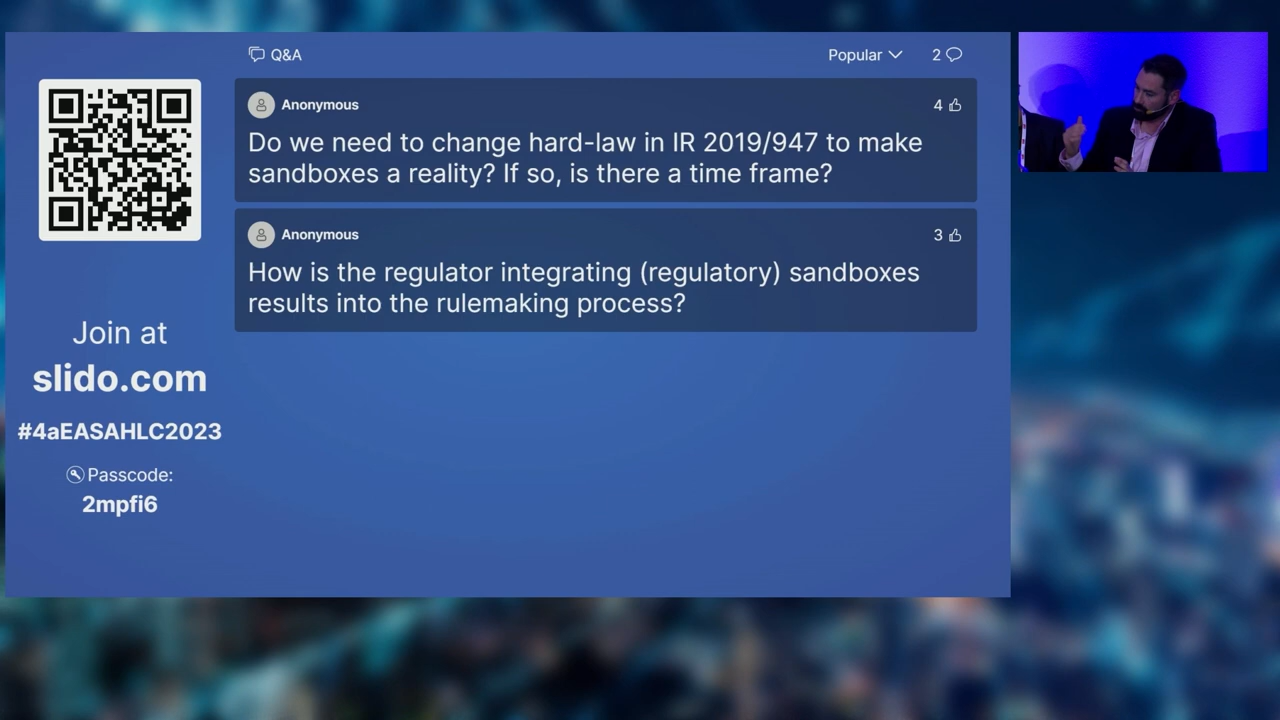 Q&A
Popular
2
Anonymous
4
Do we need to change hard-law in IR 2019/947 to make
sandboxes a reality? If so, is there a time frame?
Anonymous
3
How is the regulator integrating (regulatory) sandboxes
results into the rulemaking process?
Join at
slido.com
#4aEASAHLC2023
Passcode:
2mpfi6